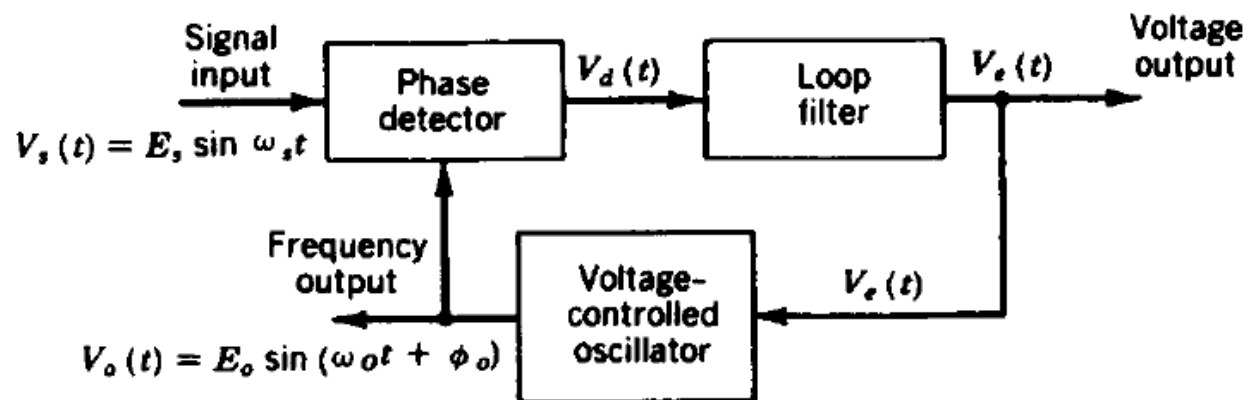 Signal
input
V_s (t) = E_s sin ω_s t
Phase
detector
V_d (t)
Loop
filter
V_e (t)
Voltage
output
Frequency
output
V_o (t) = E_o sin (ω_O t + φ_o)
Voltage-
controlled
oscillator
V_e (t)